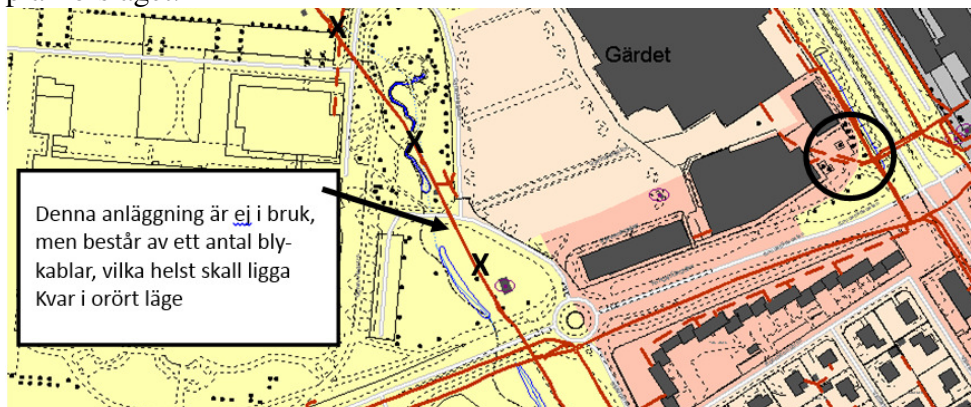 Gärdet
Denna anläggning är ej i bruk,
men består av ett antal bly-
kablar, vilka helst skall ligga
Kvar i orört läge
X
X
X